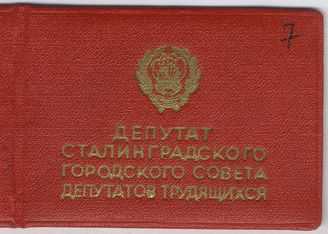 7
ДЕПУТАТ
СТАЛИНГРАДСКОГО
ГОРОДСКОГО СОВЕТА
ДЕПУТАТОВ ТРУДЯЩИХСЯ